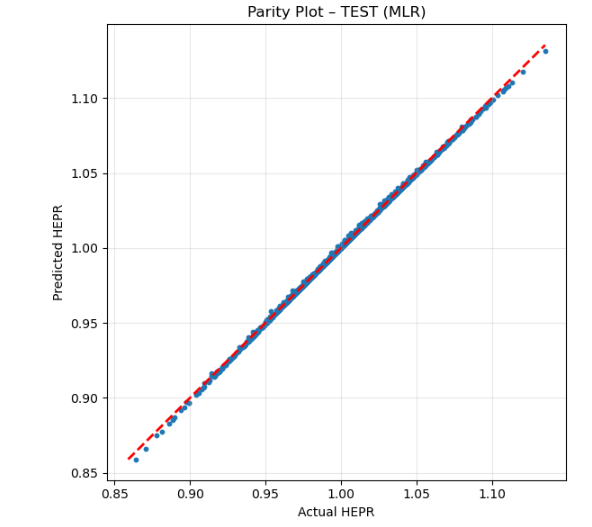 Parity Plot – TEST (MLR)
Predicted HEPR
1.10
1.05
1.00
0.95
0.90
0.85
0.85 0.90 0.95 1.00 1.05 1.10
Actual HEPR